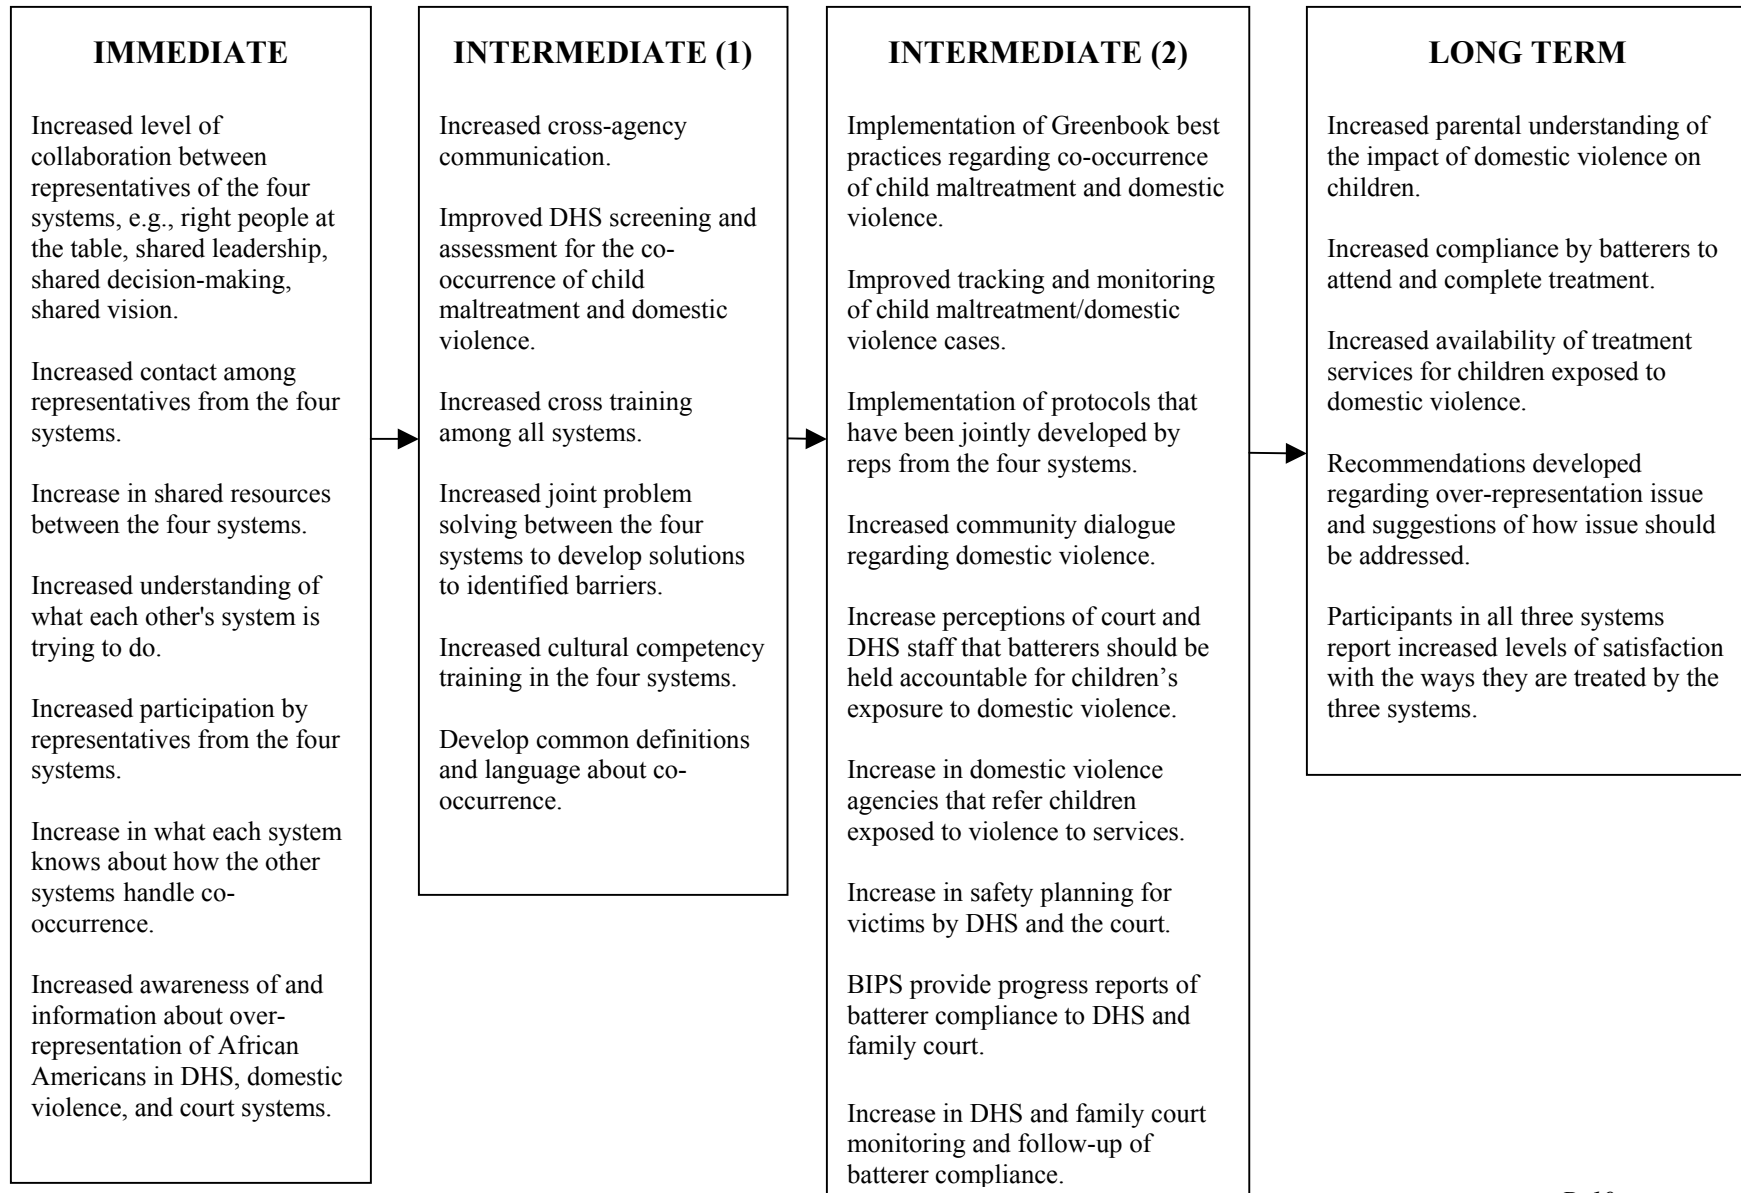 IMMEDIATE
Increased level of
collaboration between
representatives of the four
systems, e.g., right people at
the table, shared leadership,
shared decision-making,
shared vision.
Increased contact among
representatives from the four
systems.
Increase in shared resources
between the four systems.
Increased understanding of
what each other's system is
trying to do.
Increased participation by
representatives from the four
systems.
Increase in what each system
knows about how the other
systems handle co-
occurrence.
Increased awareness of and
information about over-
representation of African
Americans in DHS, domestic
violence, and court systems.
INTERMEDIATE (1)
Increased cross-agency
communication.
Improved DHS screening and
assessment for the co-
occurrence of child
maltreatment and domestic
violence.
Increased cross training
among all systems.
Increased joint problem
solving between the four
systems to develop solutions
to identified barriers.
Increased cultural competency
training in the four systems.
Develop common definitions
and language about co-
occurrence.
INTERMEDIATE (2)
Implementation of Greenbook best
practices regarding co-occurrence
of child maltreatment and domestic
violence.
Improved tracking and monitoring
of child maltreatment/domestic
violence cases.
Implementation of protocols that
have been jointly developed by
reps from the four systems.
Increased community dialogue
regarding domestic violence.
Increase perceptions of court and
DHS staff that batterers should be
held accountable for children’s
exposure to domestic violence.
Increase in domestic violence
agencies that refer children
exposed to violence to services.
Increase in safety planning for
victims by DHS and the court.
BIPS provide progress reports of
batterer compliance to DHS and
family court.
Increase in DHS and family court
monitoring and follow-up of
batterer compliance.
LONG TERM
Increased parental understanding of
the impact of domestic violence on
children.
Increased compliance by batterers to
attend and complete treatment.
Increased availability of treatment
services for children exposed to
domestic violence.
Recommendations developed
regarding over-representation issue
and suggestions of how issue should
be addressed.
Participants in all three systems
report increased levels of satisfaction
with the ways they are treated by the
three systems.